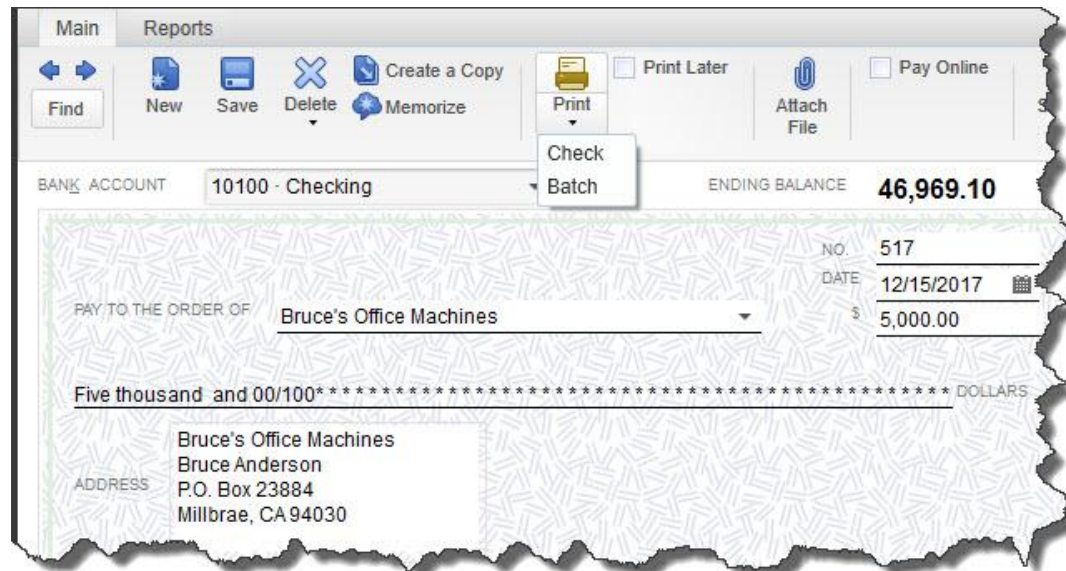 Main Reports
Find
New
Save
Delete
Create a Copy
Memorize
Print
Print Later
Attach
File
Pay Online
Check
Batch
BANK ACCOUNT 10100 · Checking ENDING BALANCE 46,969.10
NO. 517
DATE 12/15/2017
PAY TO THE ORDER OF Bruce's Office Machines $ 5,000.00
Five thousand and 00/100* * * * * * * * * * * * * * * * * * * * * * * * * * * * * * * * * * * * * * * * * * * * * * * * * DOLLARS
ADDRESS
Bruce's Office Machines
Bruce Anderson
P.O. Box 23884
Millbrae, CA 94030